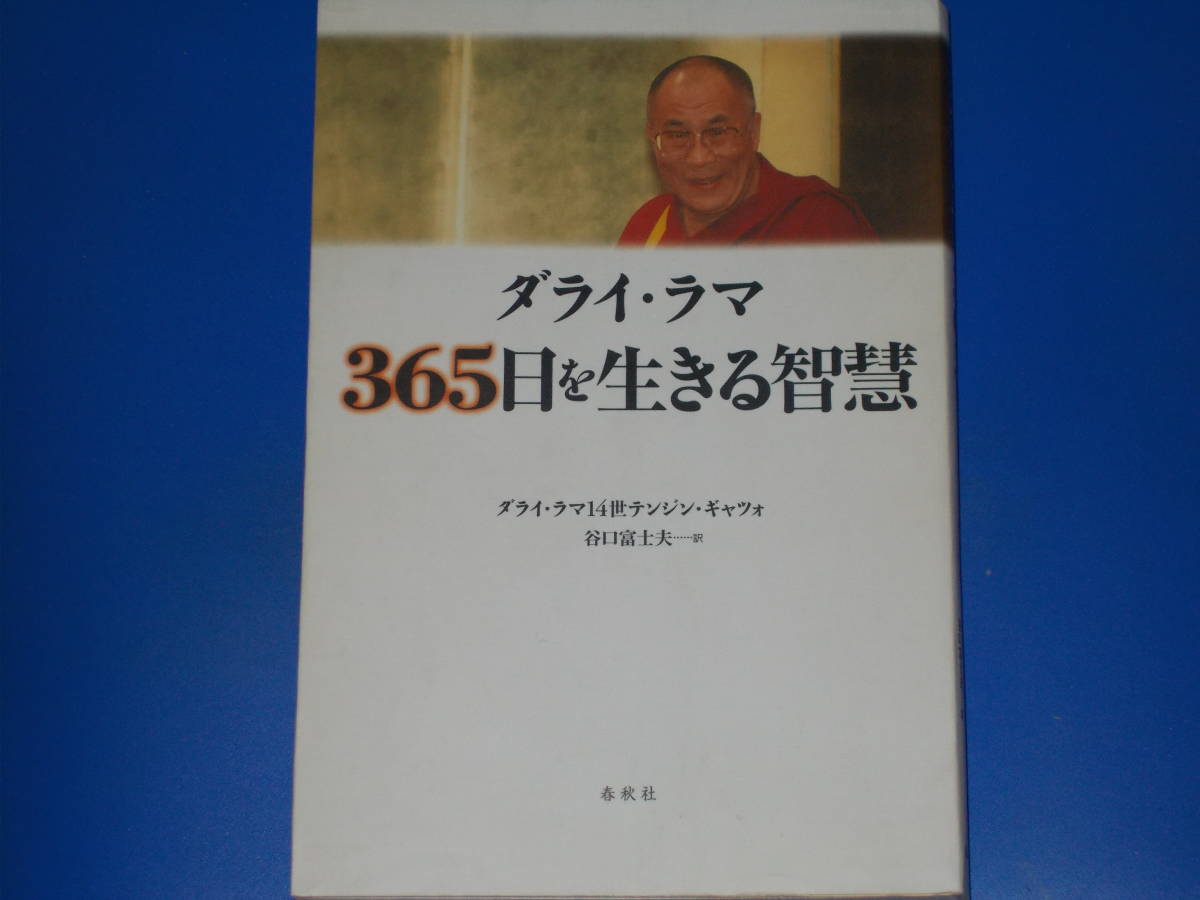 ダライ・ラマ
365日を生きる智慧
ダライ・ラマ14世テンジン・ギャツォ
谷口富士夫……訳
春秋社